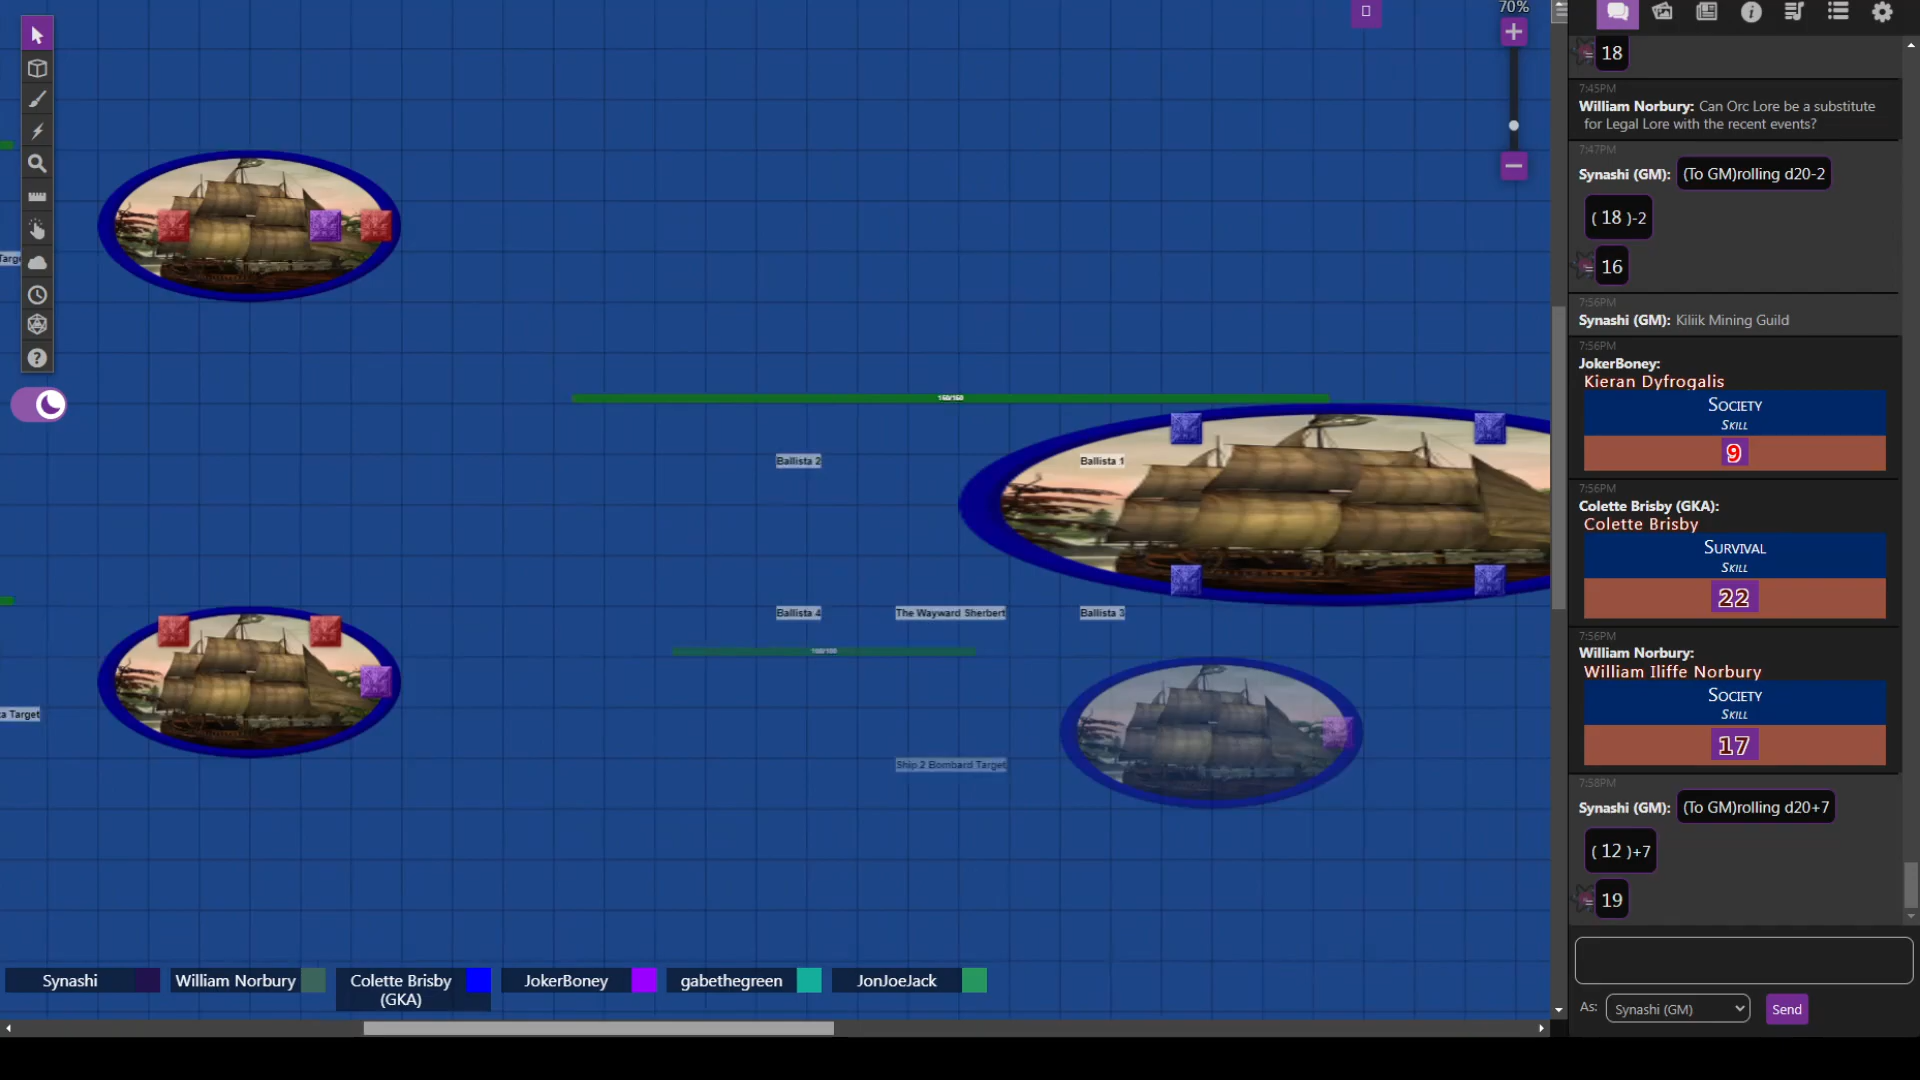 70%
18
7:45PM
William Norbury: Can Orc Lore be a substitute
for Legal Lore with the recent events?
7:47PM
Synashi (GM): (To GM)rolling d20-2
( 18 )-2
= 16
7:56PM
Synashi (GM): Kiliik Mining Guild
7:56PM
JokerBoney:
Kieran Dyfrogalis
Society
Skill
9
7:56PM
Colette Brisby (GKA):
Colette Brisby
Survival
Skill
22
7:56PM
William Norbury:
William Iliffe Norbury
Society
Skill
17
7:58PM
Synashi (GM): (To GM)rolling d20+7
( 12 )+7
= 19
As: Synashi (GM) Send
Targe
150/150
Ballista 2
Ballista 1
Ballista 4
The Wayward Sherbert
Ballista 3
100/100
a Target
Ship 2 Bombard Target
Synashi
William Norbury
Colette Brisby
(GKA)
JokerBoney
gabethegreen
JonJoeJack